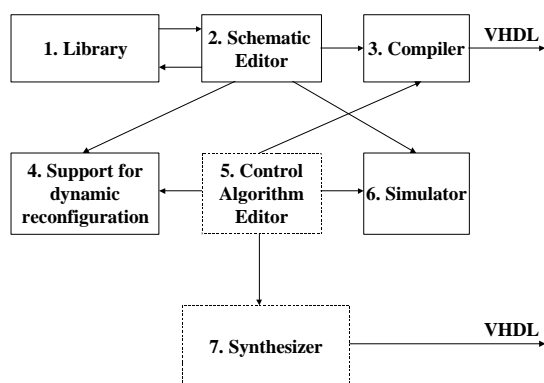 1. Library
2. Schematic
Editor
3. Compiler
VHDL
4. Support for
dynamic
reconfiguration
5. Control
Algorithm
Editor
6. Simulator
7. Synthesizer
VHDL